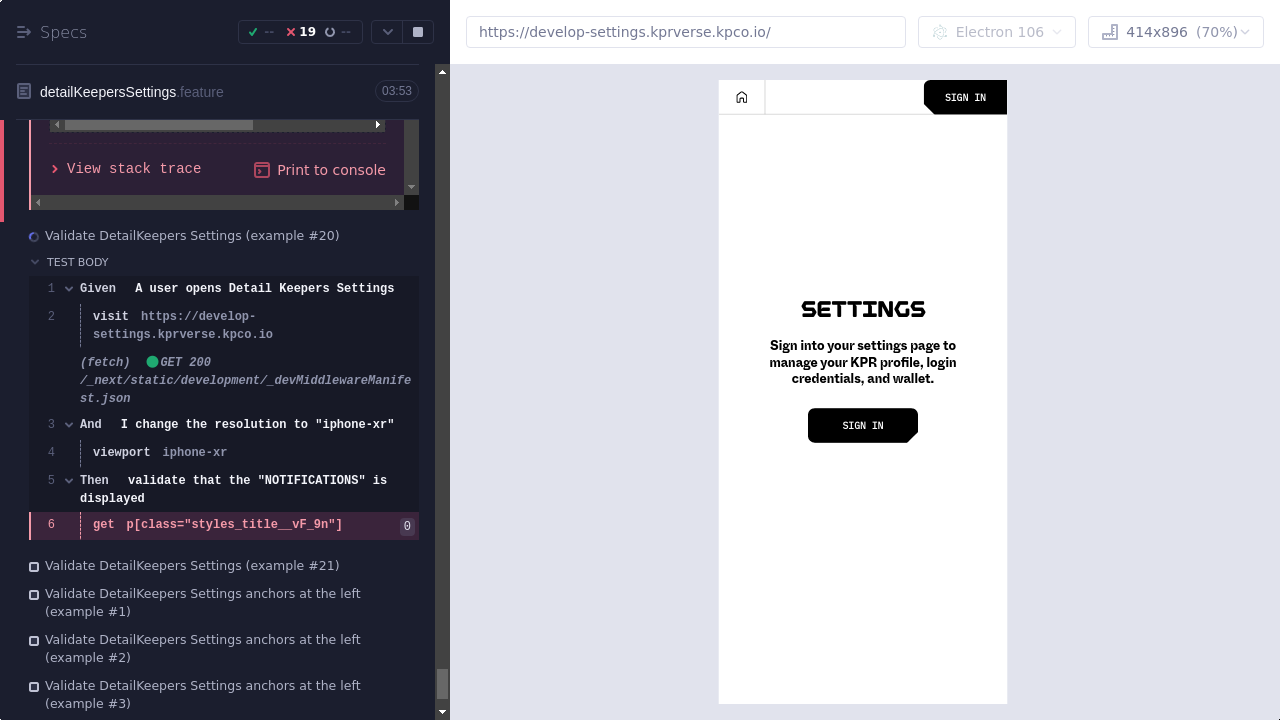 Specs
--
19
--
https://develop-settings.kprverse.kpco.io/
Electron 106
414x896 (70%)
detailKeepersSettings.feature
03:53
View stack trace
Print to console
Validate DetailKeepers Settings (example #20)
TEST BODY
1 Given A user opens Detail Keepers Settings
2 visit https://develop-
settings.kprverse.kpco.io
(fetch) GET 200
/_next/static/development/_devMiddlewareManife
st.json
3 And I change the resolution to "iphone-xr"
4 viewport iphone-xr
5 Then validate that the "NOTIFICATIONS" is
displayed
6 get p[class="styles_title__vF_9n"] 0
Validate DetailKeepers Settings (example #21)
Validate DetailKeepers Settings anchors at the left
(example #1)
Validate DetailKeepers Settings anchors at the left
(example #2)
Validate DetailKeepers Settings anchors at the left
(example #3)
SIGN IN
SETTINGS
Sign into your settings page to
manage your KPR profile, login
credentials, and wallet.
SIGN IN